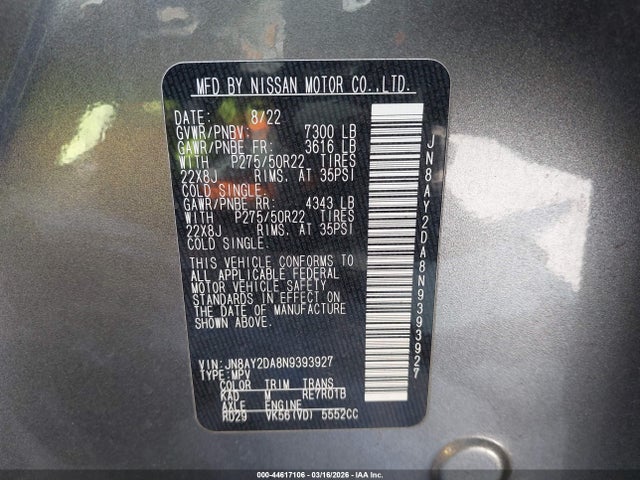 MFD BY NISSAN MOTOR CO.,LTD.
DATE: 8/22
GVWR/PNBV: 7300 LB
GAWR/PNBE FR: 3616 LB
WITH P275/50R22 TIRES
22X8J RIMS. AT 35PSI
COLD SINGLE.
GAWR/PNBE RR: 4343 LB
WITH P275/50R22 TIRES
22X8J RIMS. AT 35PSI
COLD SINGLE.
THIS VEHICLE CONFORMS TO
ALL APPLICABLE FEDERAL
MOTOR VEHICLE SAFETY
STANDARDS IN EFFECT ON
THE DATE OF MANUFACTURE
SHOWN ABOVE.
VIN:JN8AY2DA8N9393927
TYPE:MPV
COLOR TRIM TRANS
KAD M RE7R01B
AXLE ENGINE
RD29 VK56(VD) 5552CC
JN8AY2DA8N9393927
000-44617106 - 03/16/2026 - IAA Inc.